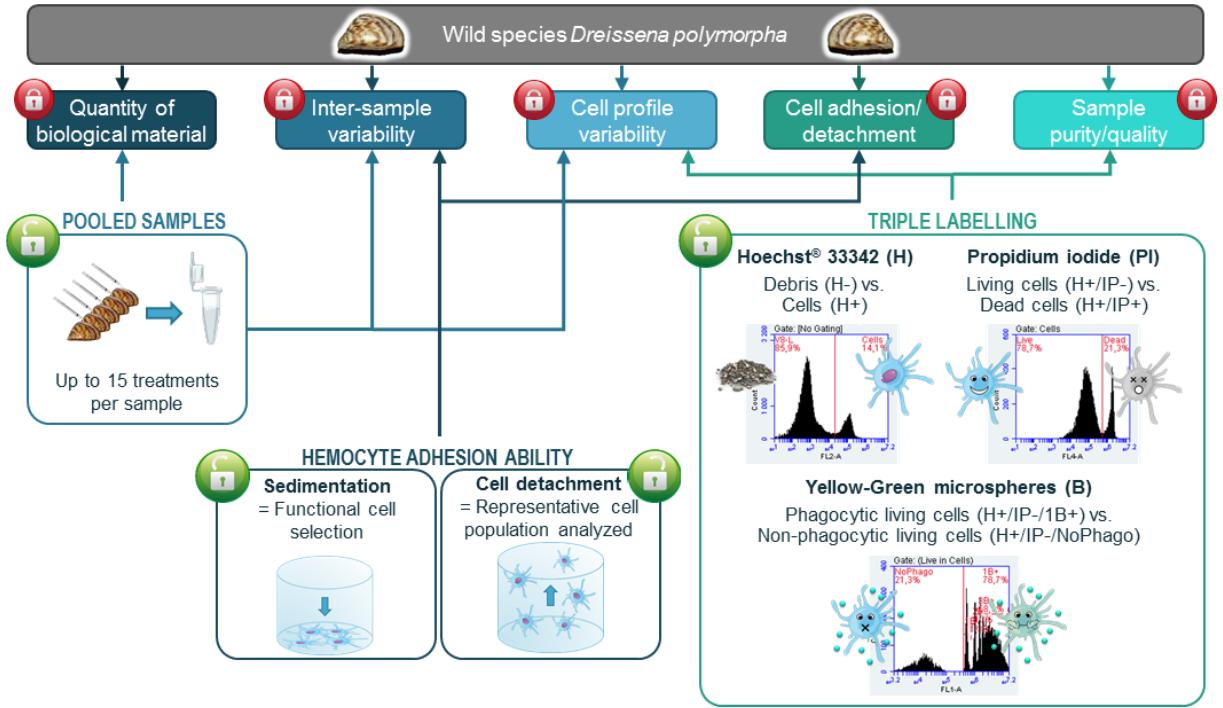 Wild species Dreissena polymorpha
Quantity of
biological material
Inter-sample
variability
Cell profile
variability
Cell adhesion/
detachment
Sample
purity/quality
POOLED SAMPLES
Up to 15 treatments
per sample
HEMOCYTE ADHESION ABILITY
Sedimentation
= Functional cell
selection
Cell detachment
= Representative cell
population analyzed
TRIPLE LABELLING
Hoechst® 33342 (H)
Debris (H-) vs.
Cells (H+)
Gate: [No Gating]
V8-L
85,9%
Cells
14,1%
Count
FL2-A
Propidium iodide (PI)
Living cells (H+/IP-) vs.
Dead cells (H+/IP+)
Gate: Cells
Live
78,7%
Dead
21,3%
Count
FL4-A
Yellow-Green microspheres (B)
Phagocytic living cells (H+/IP-/1B+) vs.
Non-phagocytic living cells (H+/IP-/NoPhago)
Gate: (Live in Cells)
NoPhago
21,3%
1B+
78,7%
FL1-A